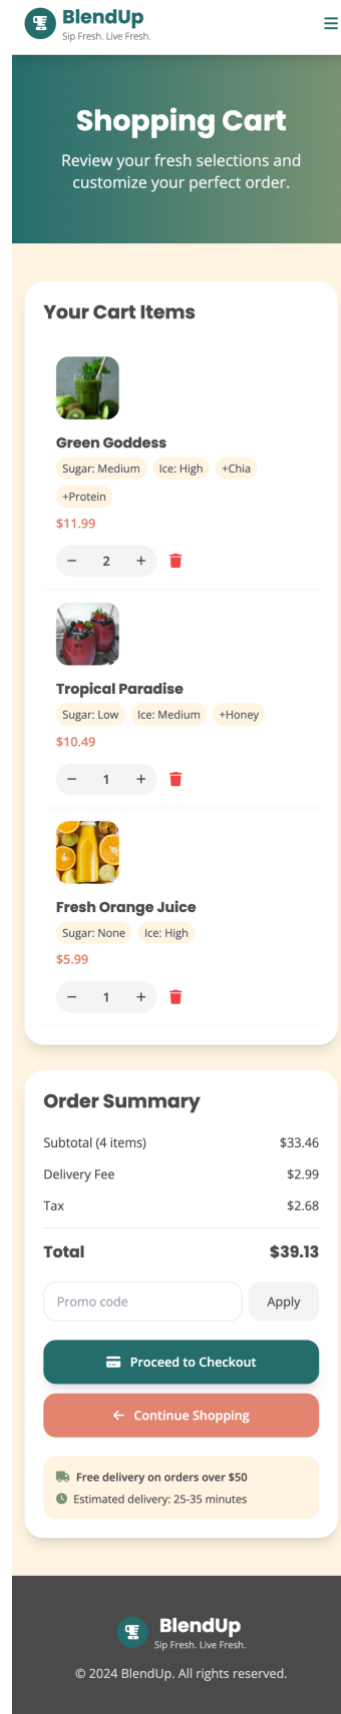 BlendUp
Sip Fresh. Live Fresh.
Shopping Cart
Review your fresh selections and
customize your perfect order.
Your Cart Items
Green Goddess
Sugar: Medium Ice: High +Chia
+Protein
$11.99
− 2 +
Tropical Paradise
Sugar: Low Ice: Medium +Honey
$10.49
− 1 +
Fresh Orange Juice
Sugar: None Ice: High
$5.99
− 1 +
Order Summary
Subtotal (4 items) $33.46
Delivery Fee $2.99
Tax $2.68
Total $39.13
Promo code Apply
Proceed to Checkout
← Continue Shopping
Free delivery on orders over $50
Estimated delivery: 25-35 minutes
BlendUp
Sip Fresh. Live Fresh.
© 2024 BlendUp. All rights reserved.